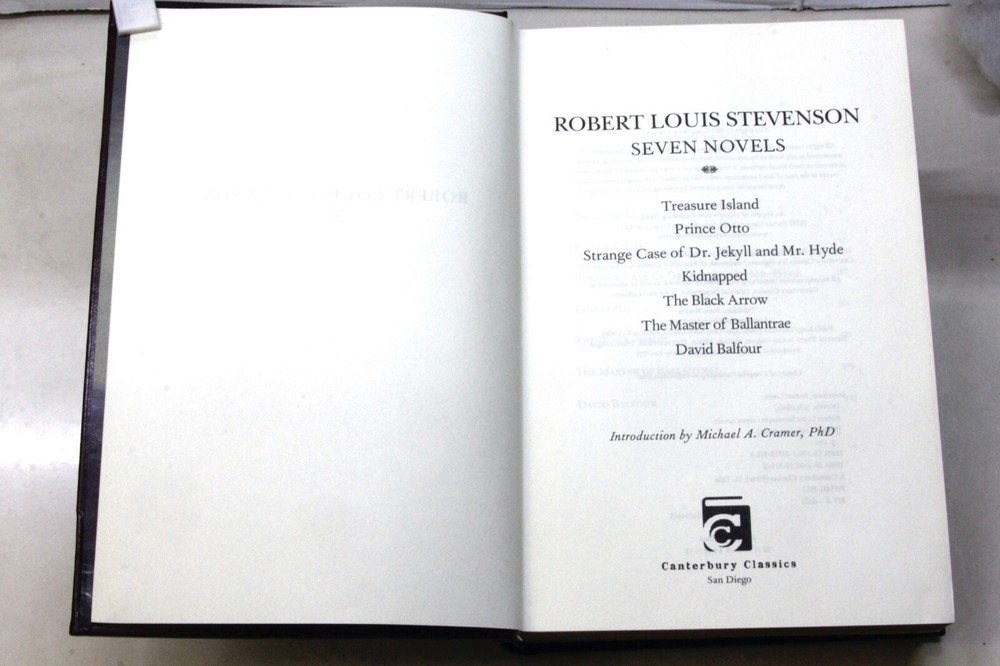 ROBERT LOUIS STEVENSON
SEVEN NOVELS
Treasure Island
Prince Otto
Strange Case of Dr. Jekyll and Mr. Hyde
Kidnapped
The Black Arrow
The Master of Ballantrae
David Balfour
Introduction by Michael A. Cramer, PhD
Canterbury Classics
San Diego